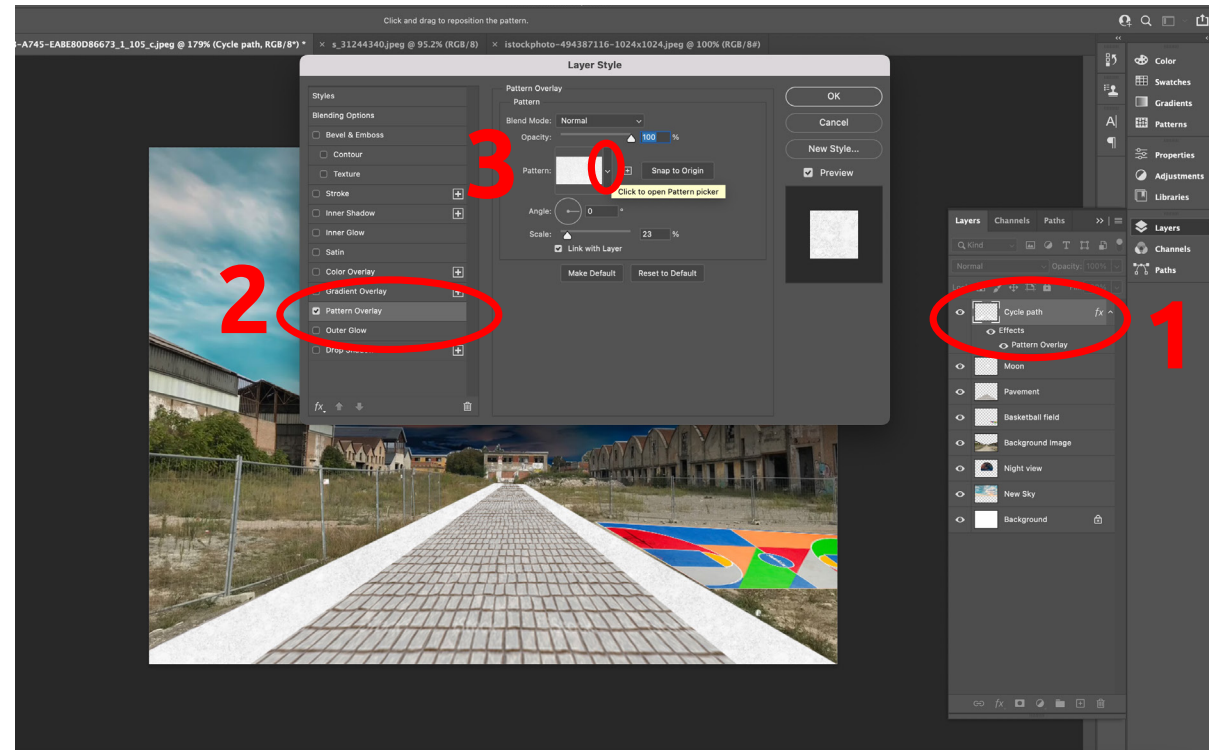 Click and drag to reposition the pattern.
-A745-EABE80D86673_1_105_c.jpeg @ 179% (Cycle path, RGB/8*) *
× s_31244340.jpeg @ 95.2% (RGB/8)
× istockphoto-494387116-1024x1024.jpeg @ 100% (RGB/8#)
Layer Style
Styles
Blending Options
Bevel & Emboss
Contour
Texture
Stroke
Inner Shadow
Inner Glow
Satin
Color Overlay
Gradient Overlay
Pattern Overlay
Outer Glow
fx
Pattern Overlay
Pattern
Blend Mode: Normal
Opacity: 100 %
Pattern: Snap to Origin
Click to open Pattern picker
Angle: 0 °
Scale: 23 %
Link with Layer
Make Default Reset to Default
OK
Cancel
New Style...
Preview
3
2
1
Color
Swatches
Gradients
Patterns
Properties
Adjustments
Libraries
Layers
Channels
Paths
Layers Channels Paths
Kind
Normal Opacity: 100%
Cycle path fx
Effects
Pattern Overlay
Moon
Pavement
Basketball field
Background Image
Night view
New Sky
Background
fx